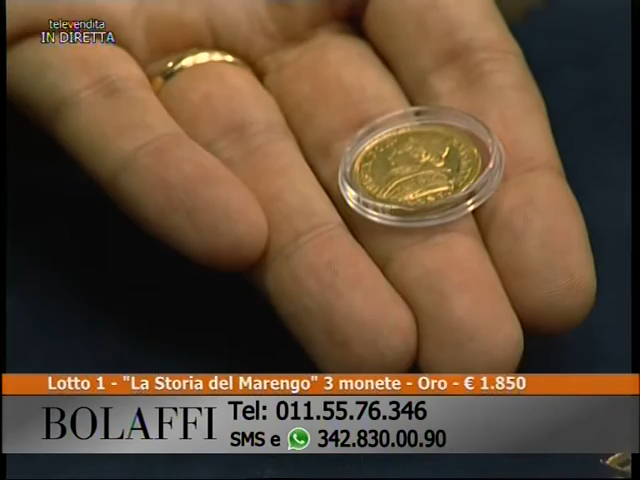 televendita
IN DIRETTA
Lotto 1 - "La Storia del Marengo" 3 monete - Oro - € 1.850
BOLAFFI
Tel: 011.55.76.346
SMS e 342.830.00.90